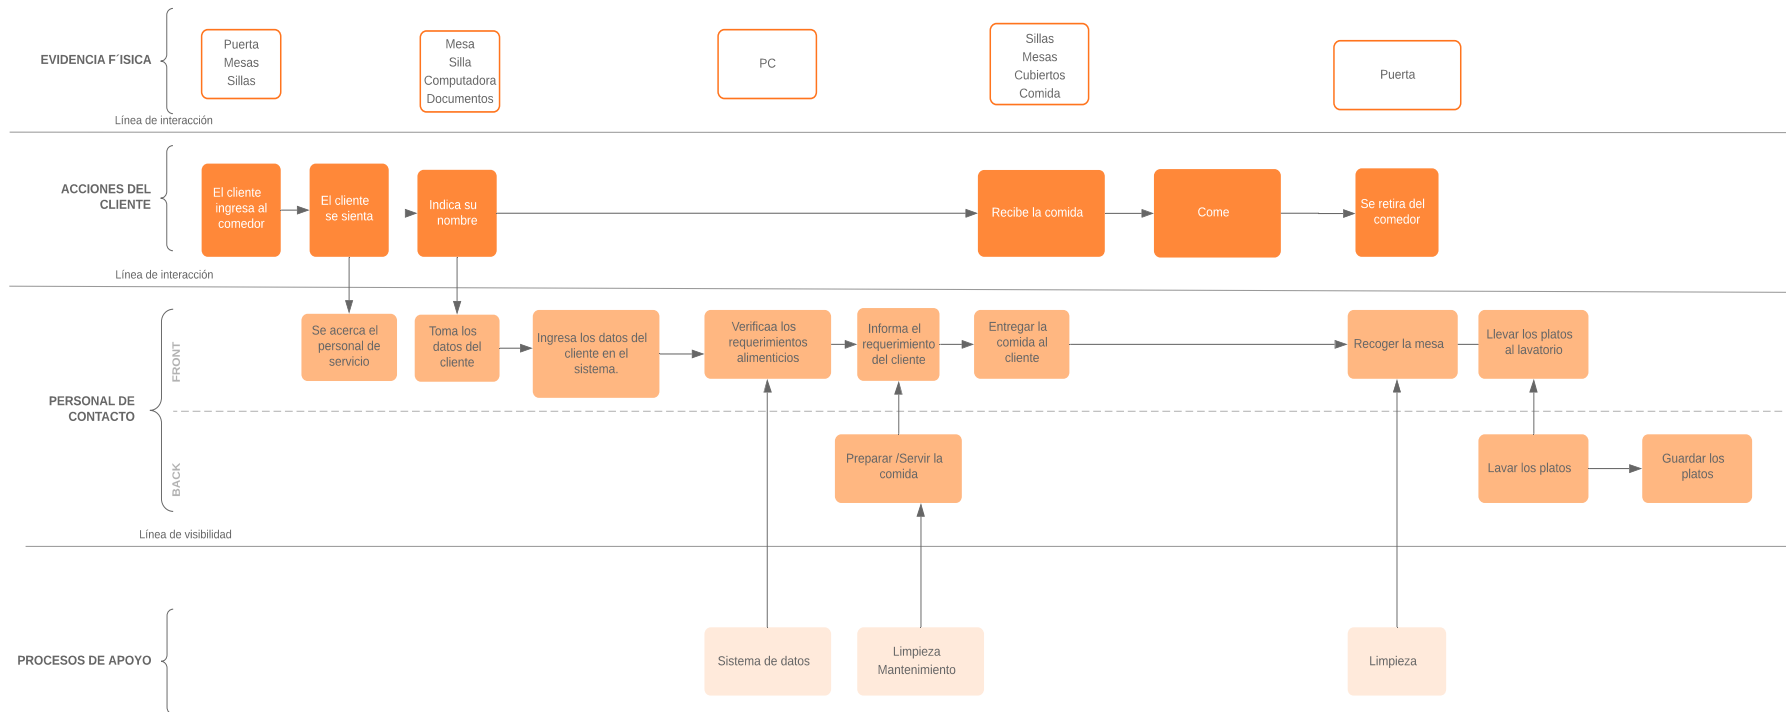 EVIDENCIA F´ISICA
Puerta
Mesas
Sillas
Mesa
Silla
Computadora
Documentos
PC
Sillas
Mesas
Cubiertos
Comida
Puerta
Línea de interacción
ACCIONES DEL
CLIENTE
El cliente
ingresa al
comedor
El cliente
se sienta
Indica su
nombre
Recibe la comida
Come
Se retira del
comedor
Línea de interacción
PERSONAL DE
CONTACTO
FRONT
Se acerca el
personal de
servicio
Toma los
datos del
cliente
Ingresa los datos del
cliente en el
sistema.
Verificaa los
requerimientos
alimenticios
Informa el
requerimiento
del cliente
Entregar la
comida al
cliente
Recoger la mesa
Llevar los platos
al lavatorio
BACK
Preparar /Servir la
comida
Lavar los platos
Guardar los
platos
Línea de visibilidad
PROCESOS DE APOYO
Sistema de datos
Limpieza
Mantenimiento
Limpieza